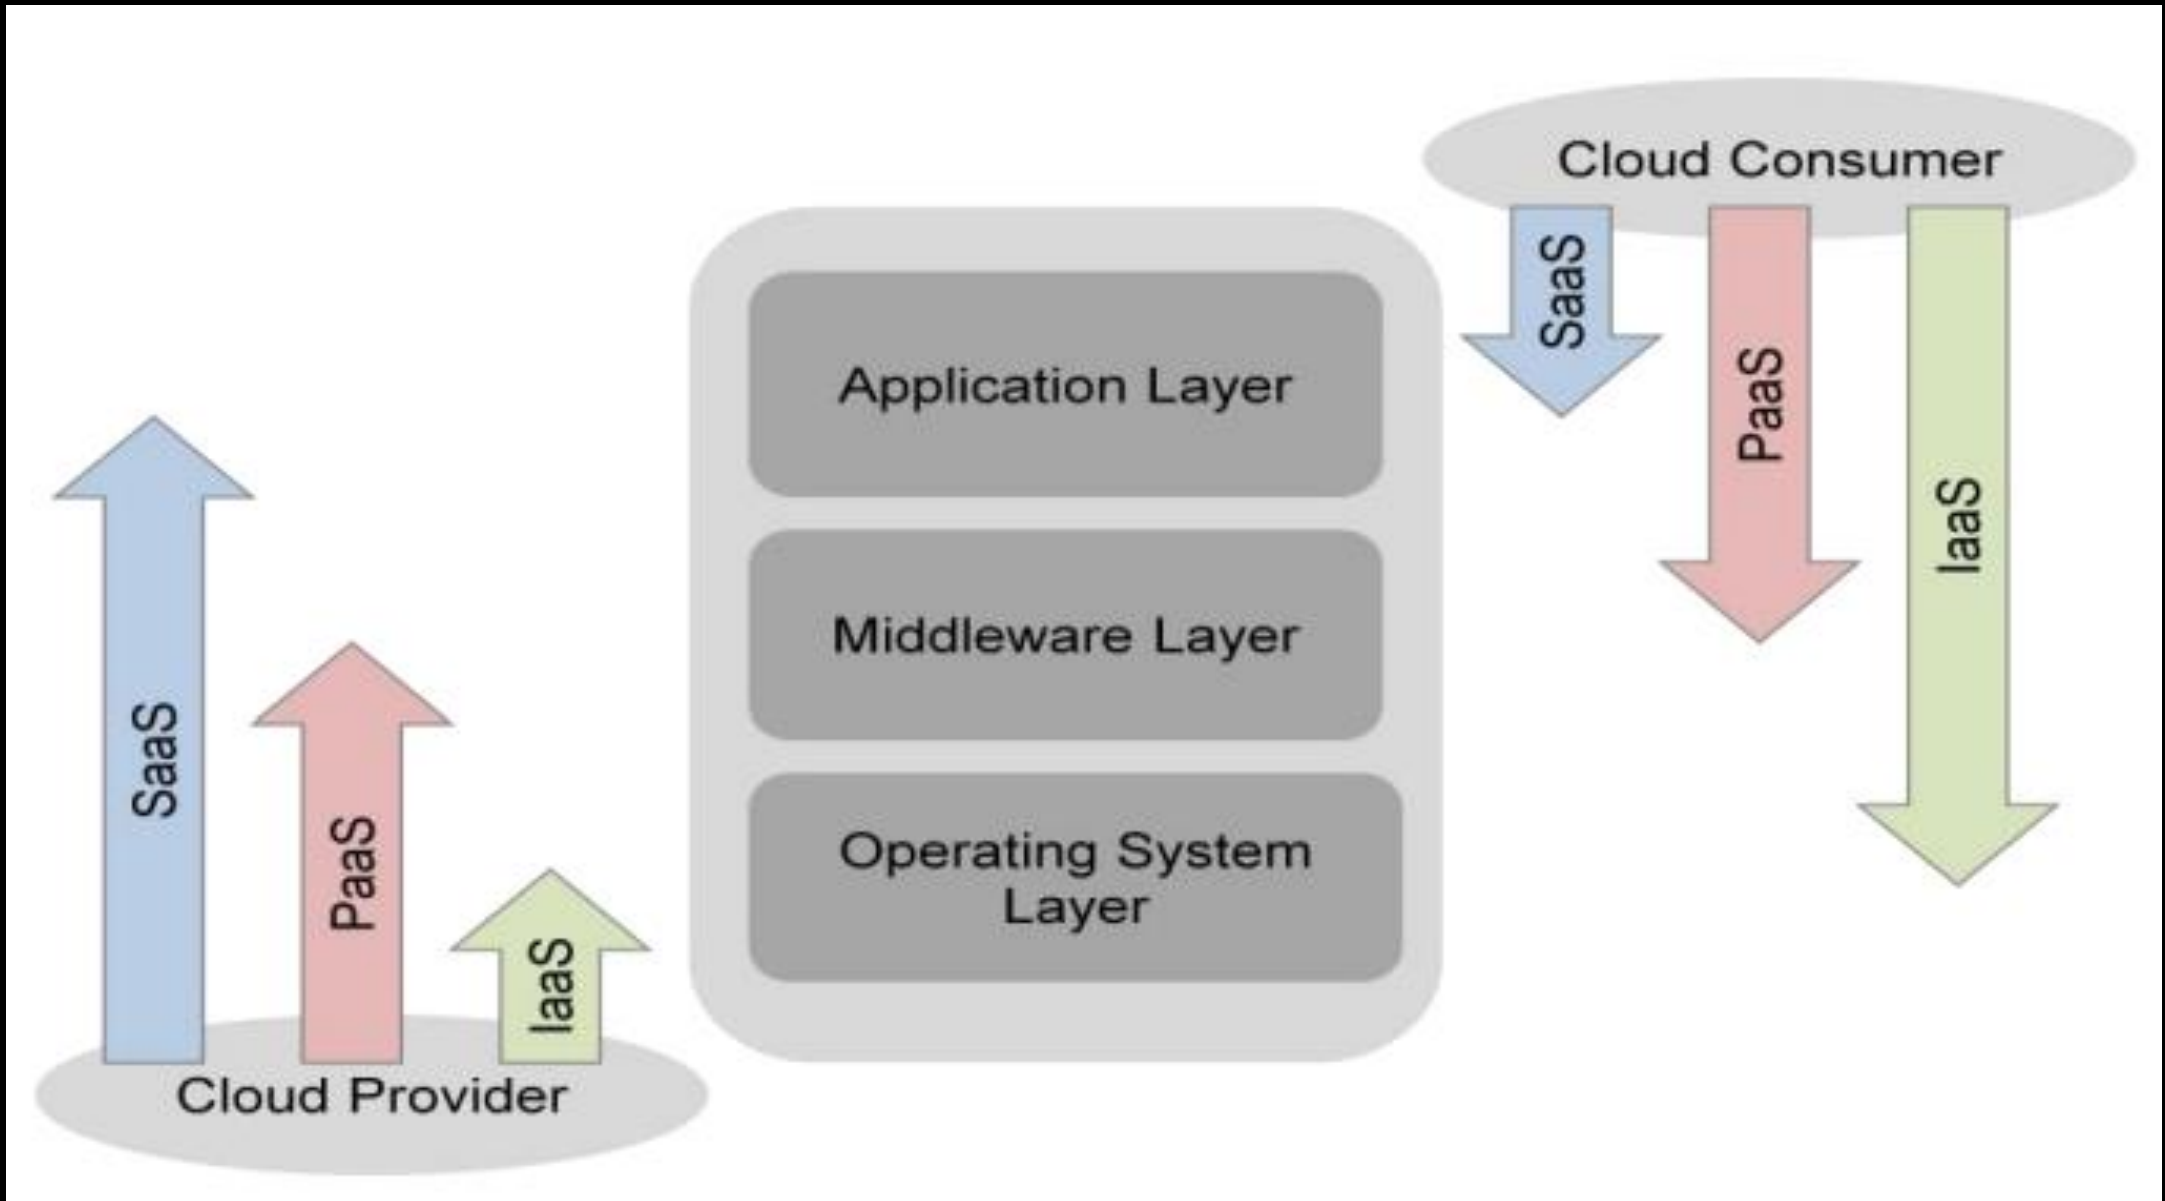 Cloud Consumer
SaaS
PaaS
IaaS
Application Layer
Middleware Layer
Operating System
Layer
SaaS
PaaS
IaaS
Cloud Provider